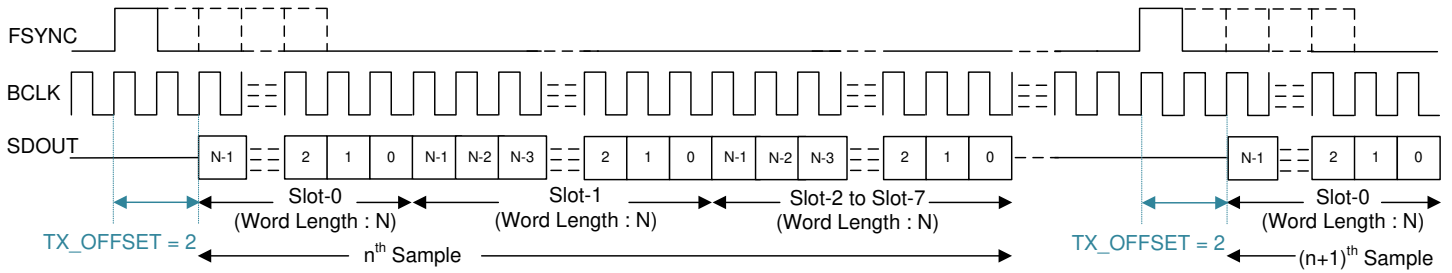 FSYNC
BCLK
SDOUT
N-1 2 1 0 N-1 N-2 N-3 2 1 0 N-1 N-2 N-3 2 1 0 N-1 2 1 0
Slot-0
(Word Length : N)
Slot-1
(Word Length : N)
Slot-2 to Slot-7
(Word Length : N)
Slot-0
(Word Length : N)
TX_OFFSET = 2
nth Sample
TX_OFFSET = 2
(n+1)th Sample